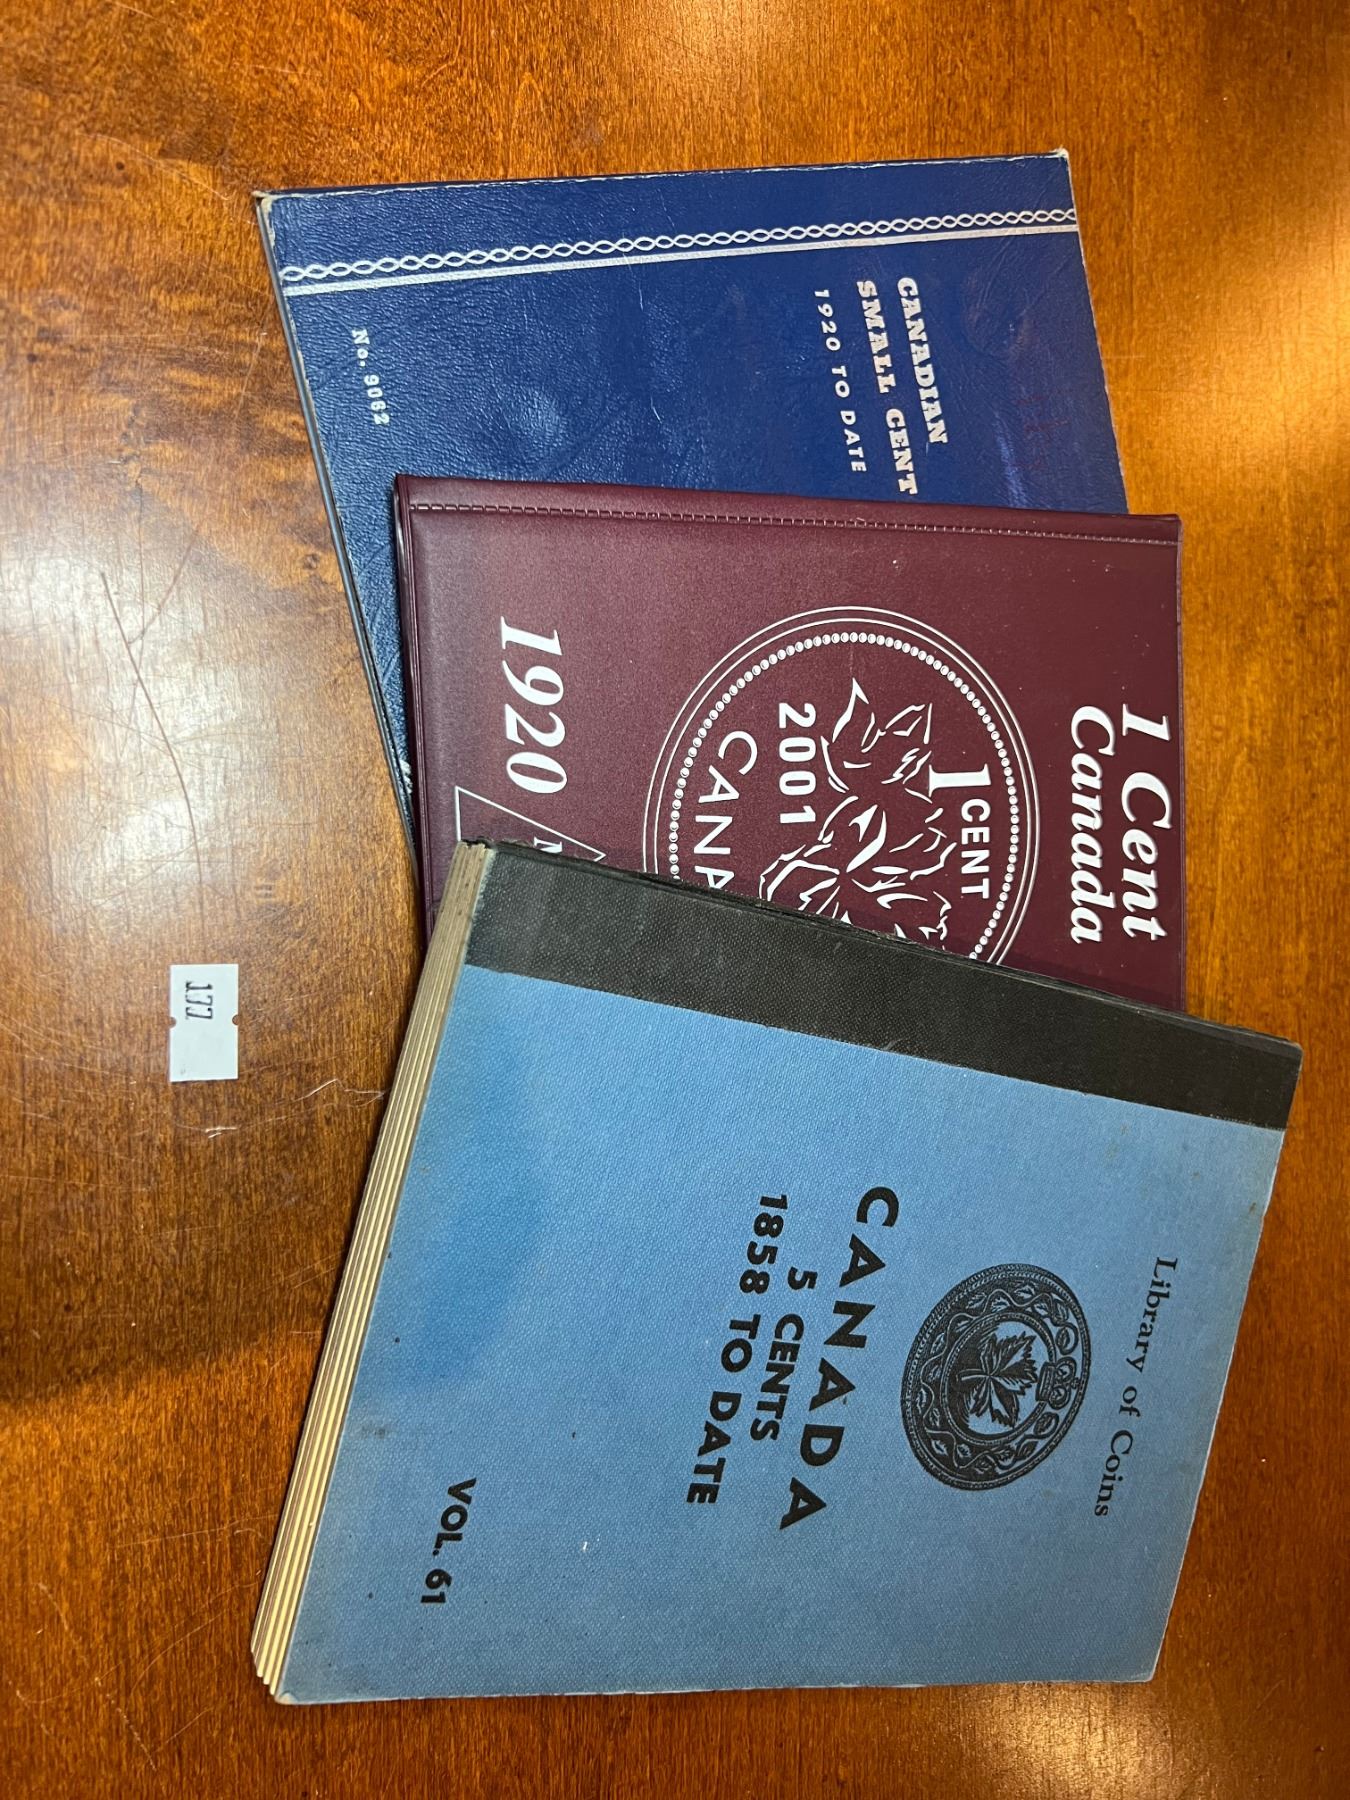 CANADIAN
SMALL CENT
1920 TO DATE
No. 9062
1 Cent
Canada
1 CENT
2001
CANA
1920
Library of Coins
CANADA
5 CENTS
1858 TO DATE
VOL. 61
177